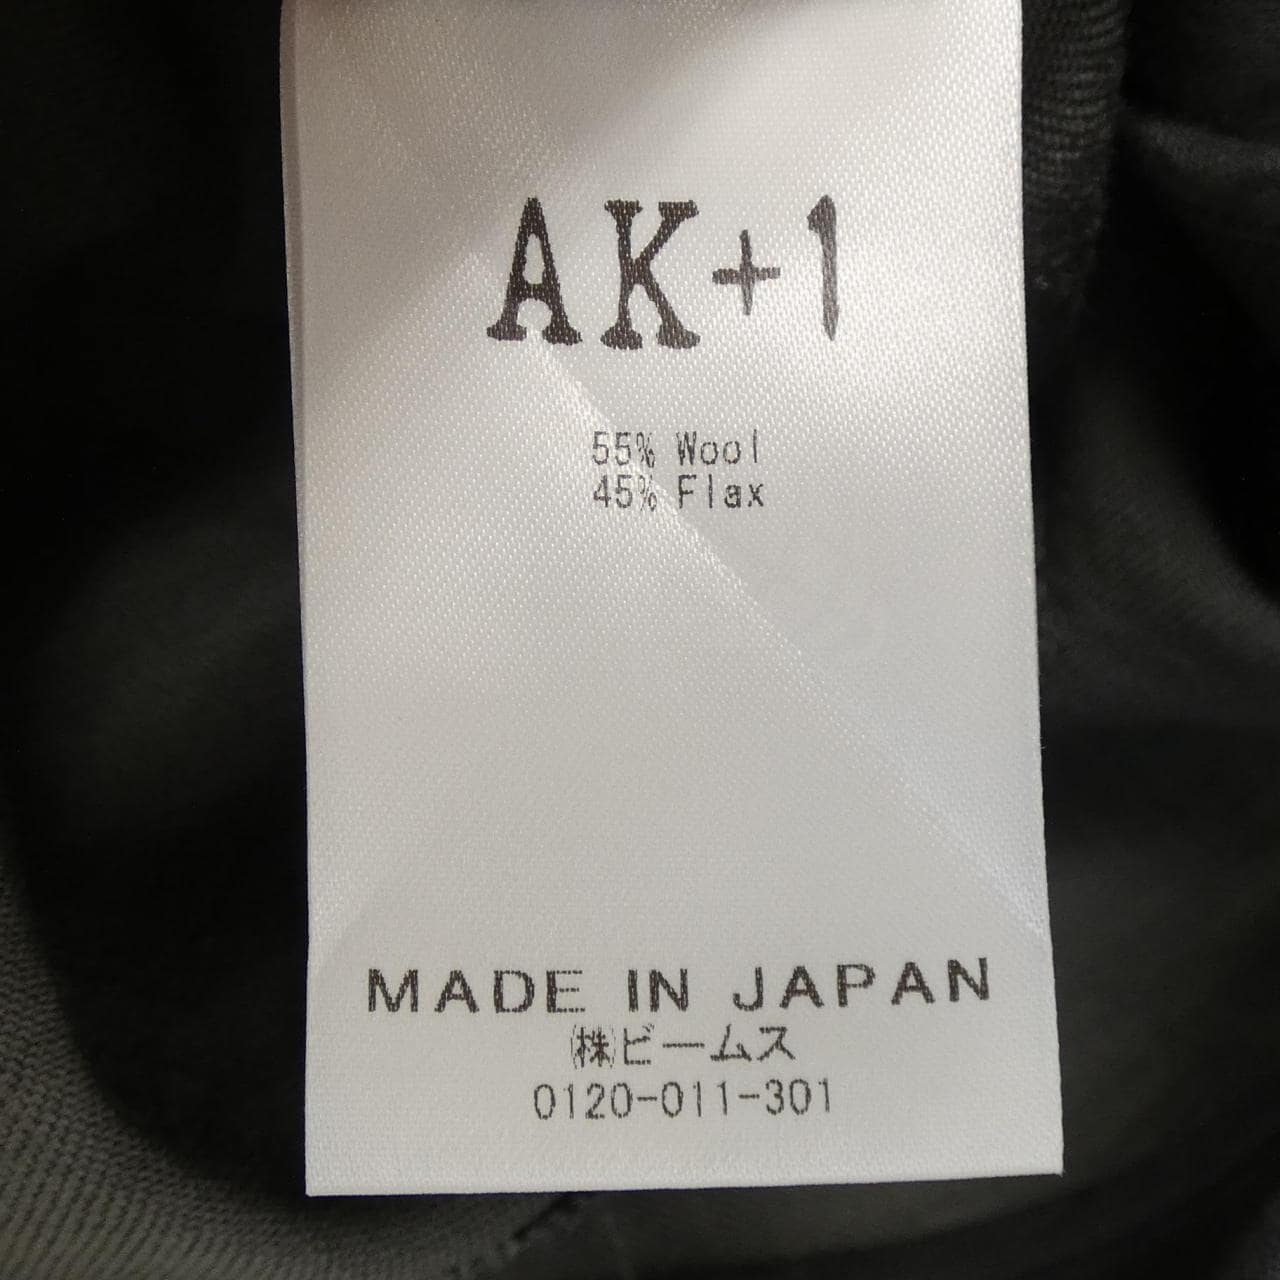 AK+1
55% Wool
45% Flax
MADE IN JAPAN
㈱ビームス
0120-011-301